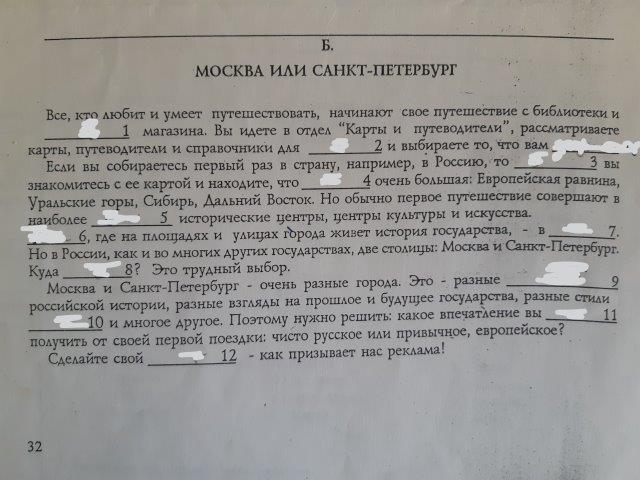 Б.
МОСКВА ИЛИ САНКТ-ПЕТЕРБУРГ
Все, кто любит и умеет путешествовать, начинают свое путешествие с библиотеки и
1 магазина. Вы идете в отдел “Карты и путеводители”, рассматриваете
карты, путеводители и справочники для 2 и выбираете то, что вам
Если вы собираетесь первый раз в страну, например, в Россию, то 3 вы
знакомитесь с ее картой и находите, что 4 очень большая: Европейская равнина,
Уральские горы, Сибирь, Дальний Восток. Но обычно первое путешествие совершают в
наиболее 5 исторические центры, центры культуры и искусства.
6, где на площадях и улицах города живет история государства, - в 7.
Но в России, как и во многих других государствах, две столицы: Москва и Санкт-Петербург.
Куда 8? Это трудный выбор.
Москва и Санкт-Петербург - очень разные города. Это - разные 9
российской истории, разные взгляды на прошлое и будущее государства, разные стили
10 и многое другое. Поэтому нужно решить: какое впечатление вы 11
получить от своей первой поездки: чисто русское или привычное, европейское?
Сделайте свой 12 - как призывает нас реклама!
32